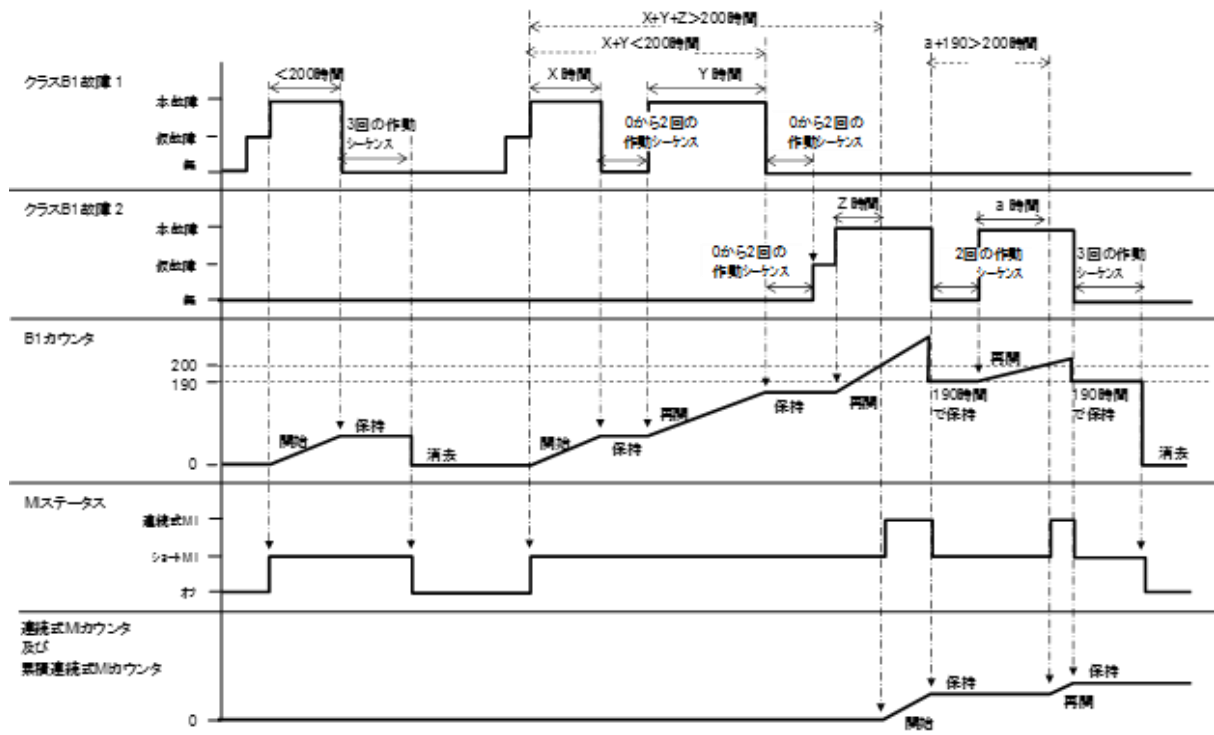 X+Y+Z>200時間
X+Y<200時間
a+190>200時間
クラスB1故障 1
<200時間
X 時間
Y 時間
本故障
仮故障
無
3回の作動
シーケンス
0から2回の
作動シーケンス
0から2回の
作動シーケンス
クラスB1故障 2
Z 時間
a 時間
本故障
仮故障
無
0から2回の
作動シーケンス
2回の作動
シーケンス
3回の作動
シーケンス
B1カウンタ
200
190
0
開始
保持
消去
開始
保持
再開
保持
再開
190時間
で保持
再開
190時間
で保持
消去
MIステータス
連続式MI
ショートMI
オフ
連続式MIカウンタ
及び
累積連続式MIカウンタ
0
開始
保持
再開
保持